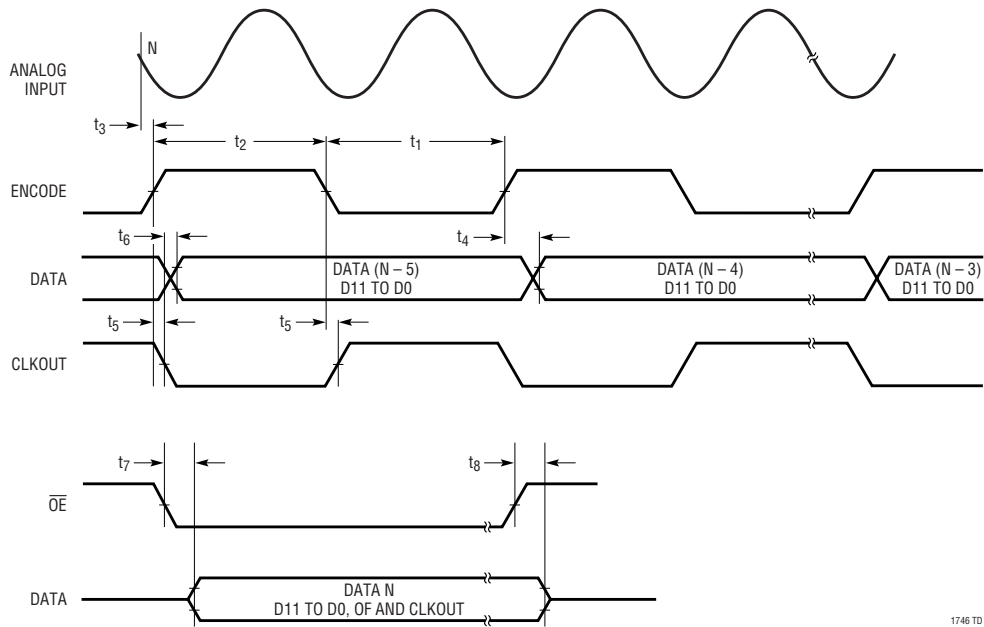 N
ANALOG
INPUT
t3
t2
t1
ENCODE
t6
t4
DATA
DATA (N – 5)
D11 TO D0
DATA (N – 4)
D11 TO D0
DATA (N – 3)
D11 TO D0
t5
t5
CLKOUT
t7
t8
OE
DATA
DATA N
D11 TO D0, OF AND CLKOUT
1746 TD